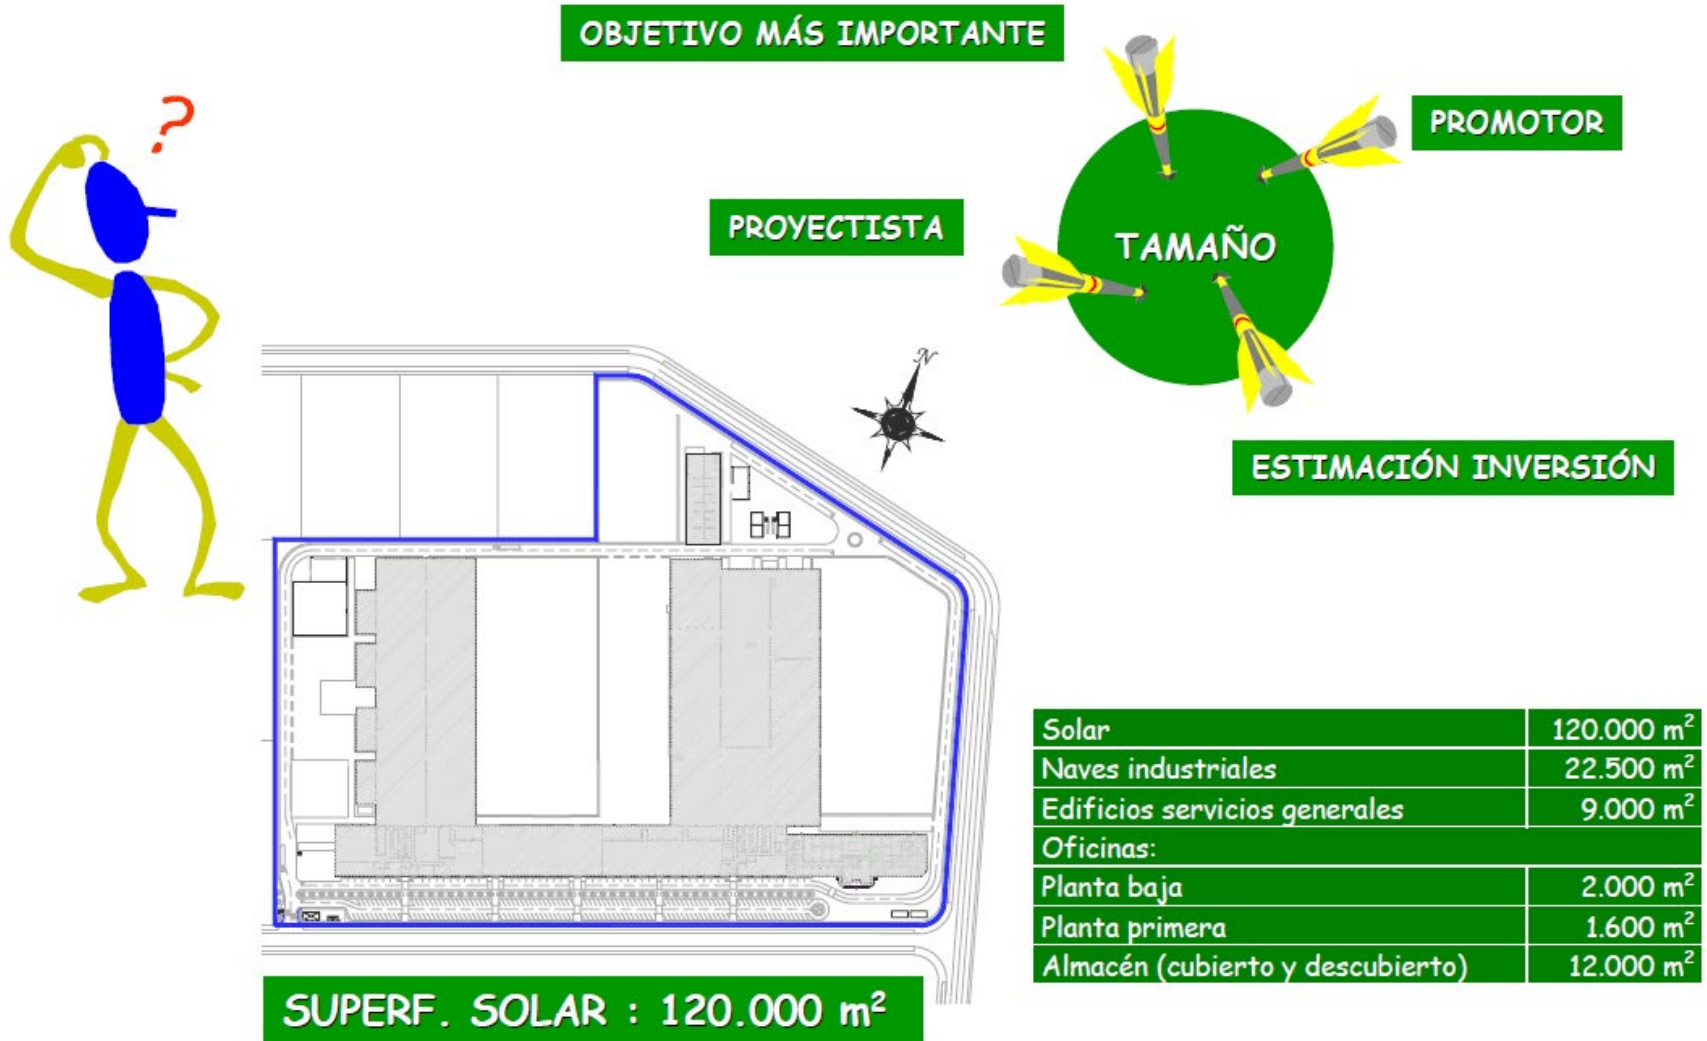 OBJETIVO MÁS IMPORTANTE
?
PROMOTOR
PROYECTISTA
TAMAÑO
N
ESTIMACIÓN INVERSIÓN
Solar 120.000 m²
Naves industriales 22.500 m²
Edificios servicios generales 9.000 m²
Oficinas:
Planta baja 2.000 m²
Planta primera 1.600 m²
Almacén (cubierto y descubierto) 12.000 m²
SUPERF. SOLAR : 120.000 m²